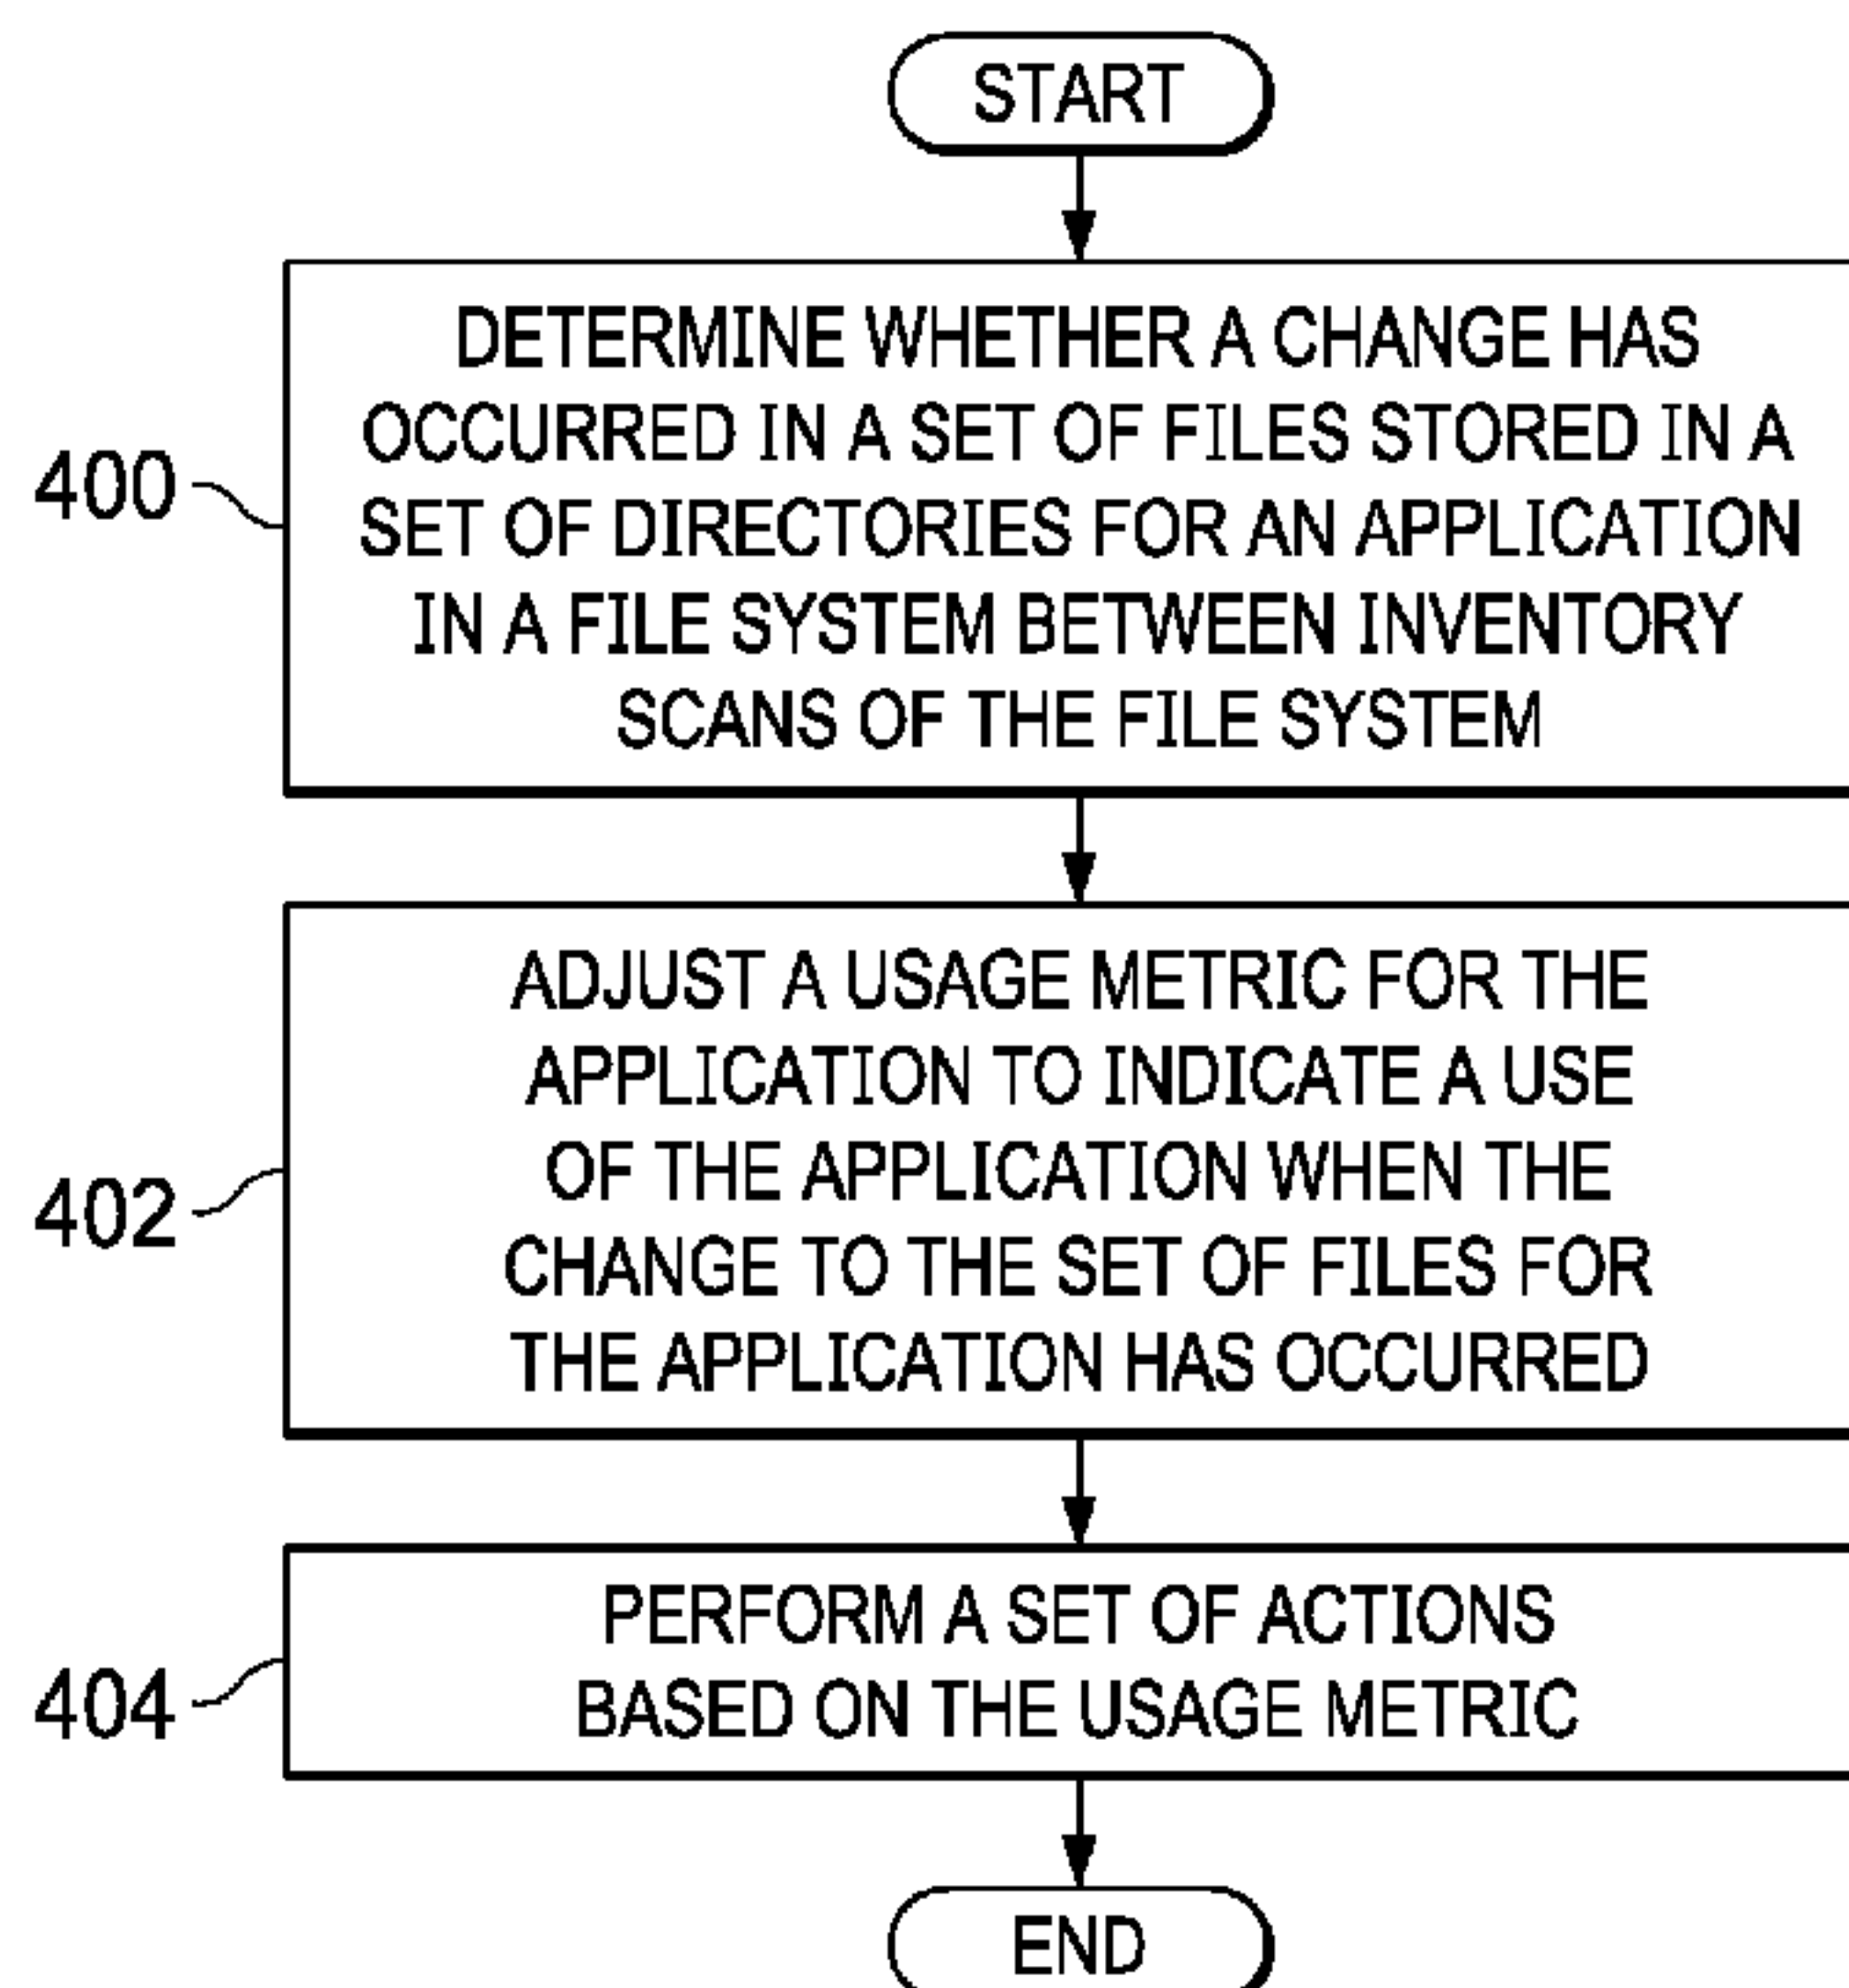 START
DETERMINE WHETHER A CHANGE HAS
OCCURRED IN A SET OF FILES STORED IN A
400
SET OF DIRECTORIES FOR AN APPLICATION
IN A FILE SYSTEM BETWEEN INVENTORY
SCANS OF THE FILE SYSTEM
ADJUST A USAGE METRIC FOR THE
APPLICATION TO INDICATE A USE
OF THE APPLICATION WHEN THE
402
CHANGE TO THE SET OF FILES FOR
THE APPLICATION HAS OCCURRED
PERFORM A SET OF ACTIONS
404
BASED ON THE USAGE METRIC
END